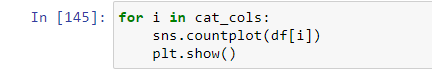 In [145]: for i in cat_cols:
    sns.countplot(df[i])
    plt.show()